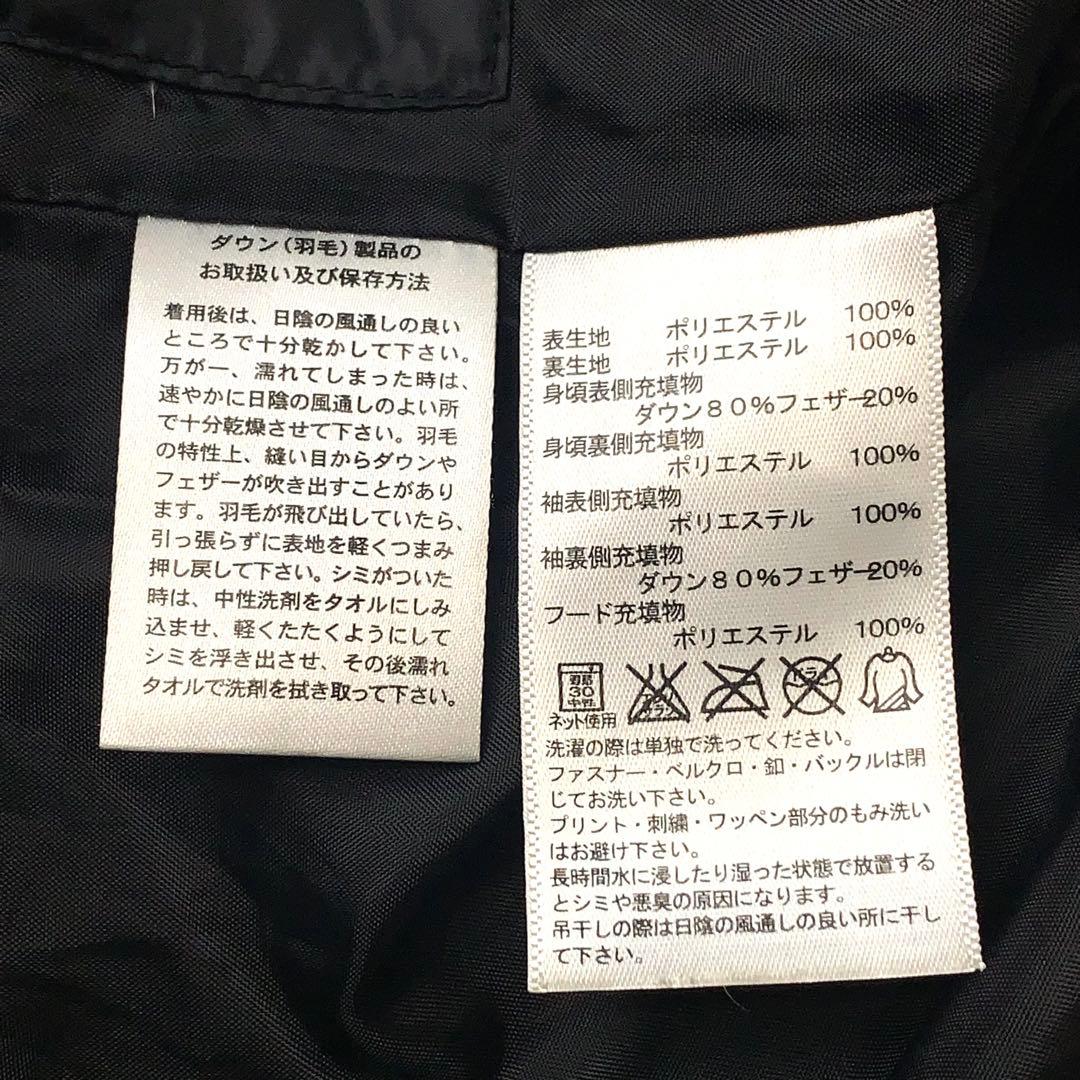 ダウン(羽毛)製品の
お取扱い及び保存方法
着用後は、日陰の風通しの良い
ところで十分乾かして下さい。
万が一、濡れてしまった時は、
速やかに日陰の風通しのよい所
で十分乾燥させて下さい。羽毛
の特性上、縫い目からダウンや
フェザーが吹き出すことがあり
ます。羽毛が飛び出していたら、
引っ張らずに表地を軽くつまみ
押し戻して下さい。シミがついた
時は、中性洗剤をタオルにしみ
込ませ、軽くたたくようにして
シミを浮き出させ、その後濡れ
タオルで洗剤を拭き取って下さい。
表生地 ポリエステル 100%
裏生地 ポリエステル 100%
身頃表側充填物
ダウン80%フェザー20%
身頃裏側充填物
ポリエステル 100%
袖表側充填物
ポリエステル 100%
袖裏側充填物
ダウン80%フェザー20%
フード充填物
ポリエステル 100%
30
中性
ネット使用
洗濯の際は単独で洗ってください。
ファスナー・ベルクロ・釦・バックルは閉
じてお洗い下さい。
プリント・刺繍・ワッペン部分のもみ洗い
はお避け下さい。
長時間水に浸したり湿った状態で放置する
とシミや悪臭の原因になります。
吊干しの際は日陰の風通しの良い所に干し
て下さい。